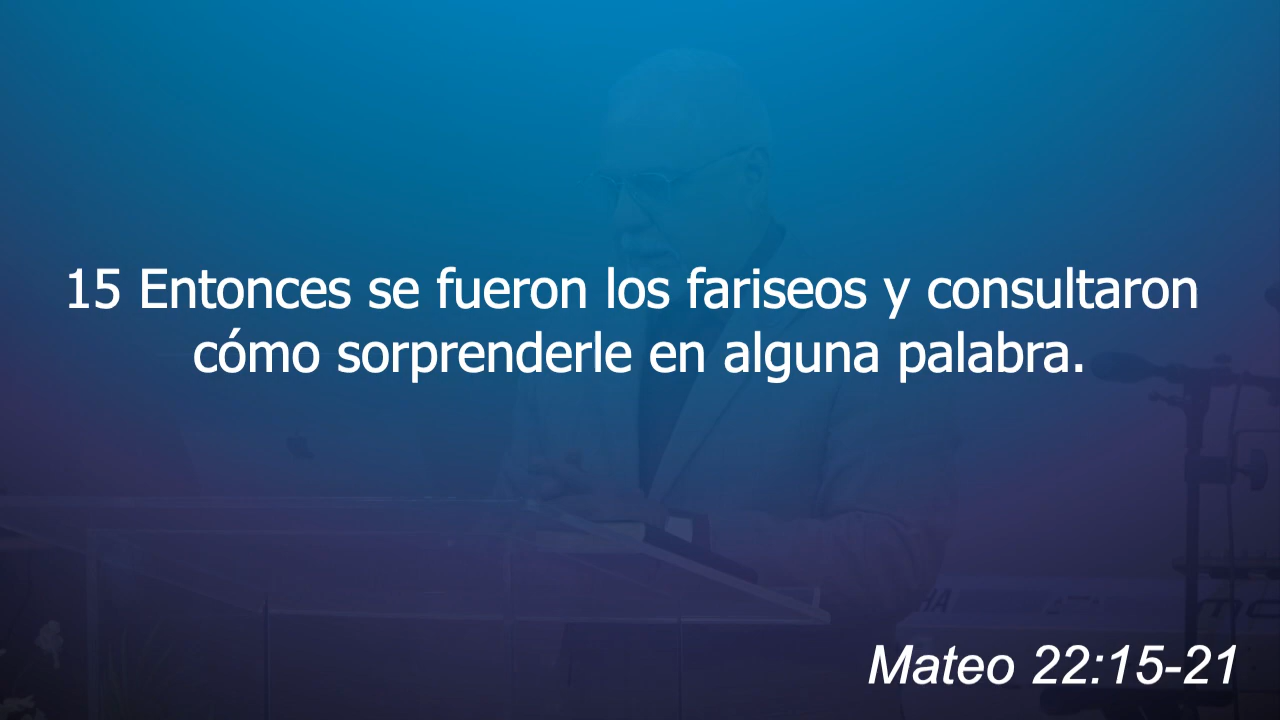 15 Entonces se fueron los fariseos y consultaron
cómo sorprenderle en alguna palabra.
Mateo 22:15-21